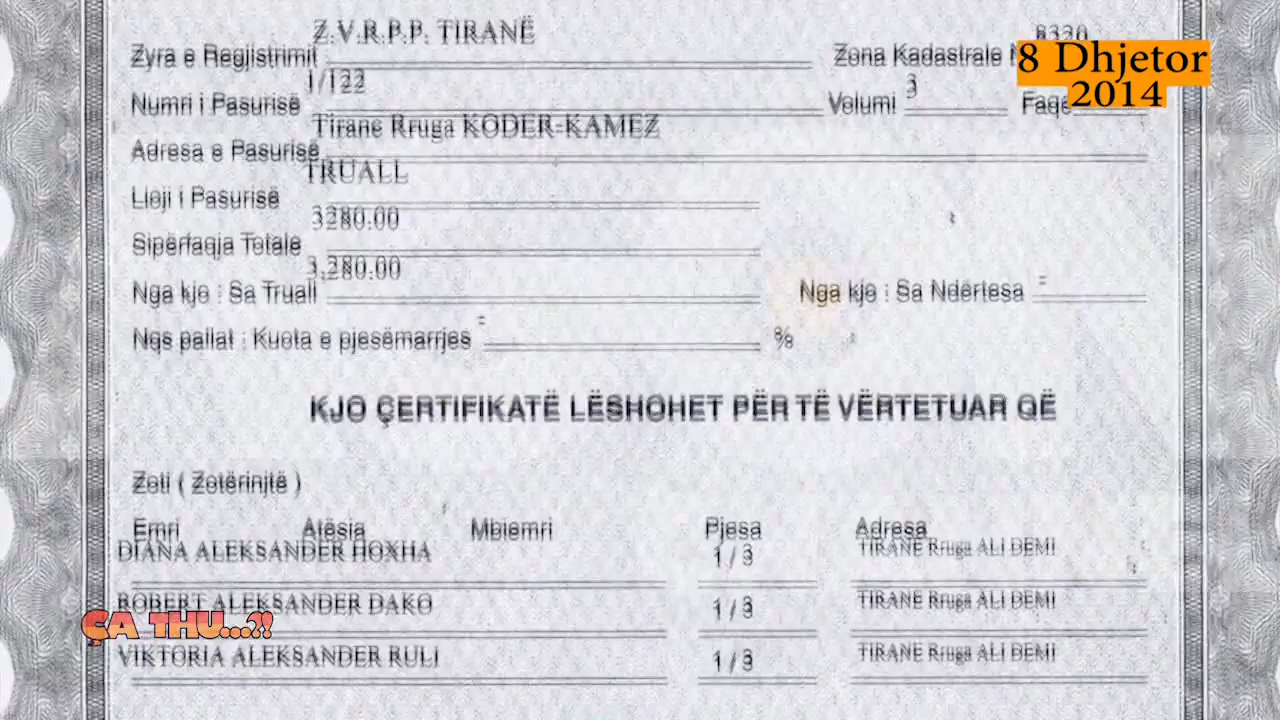 Z.V.R.P.P. TIRANË
Zyra e Regjistrimit
8320
Zona Kadastrale
8 Dhjetor
2014
1/122
Numri i Pasurisë
3
Volumi
Faqe
Tirane Rruga KODER-KAMEZ
Adresa e Pasurisë
TRUALL
Lloji i Pasurisë
3280.00
Sipërfaqja Totale
3,280.00
Nga kjo : Sa Truall
Nga kjo : Sa Ndërtesa
Nqs pallat : Kuota e pjesëmarrjes %
KJO ÇERTIFIKATË LËSHOHET PËR TË VËRTETUAR QË
Zoti ( Zotërinjtë )
Emri Atësia Mbiemri Pjesa Adresa
DIANA ALEKSANDER HOXHA 1 / 3 TIRANE Rruga ALI DEMI
ROBERT ALEKSANDER DAKO 1 / 3 TIRANE Rruga ALI DEMI
ÇA THU...?!
VIKTORIA ALEKSANDER RULI 1 / 3 TIRANE Rruga ALI DEMI